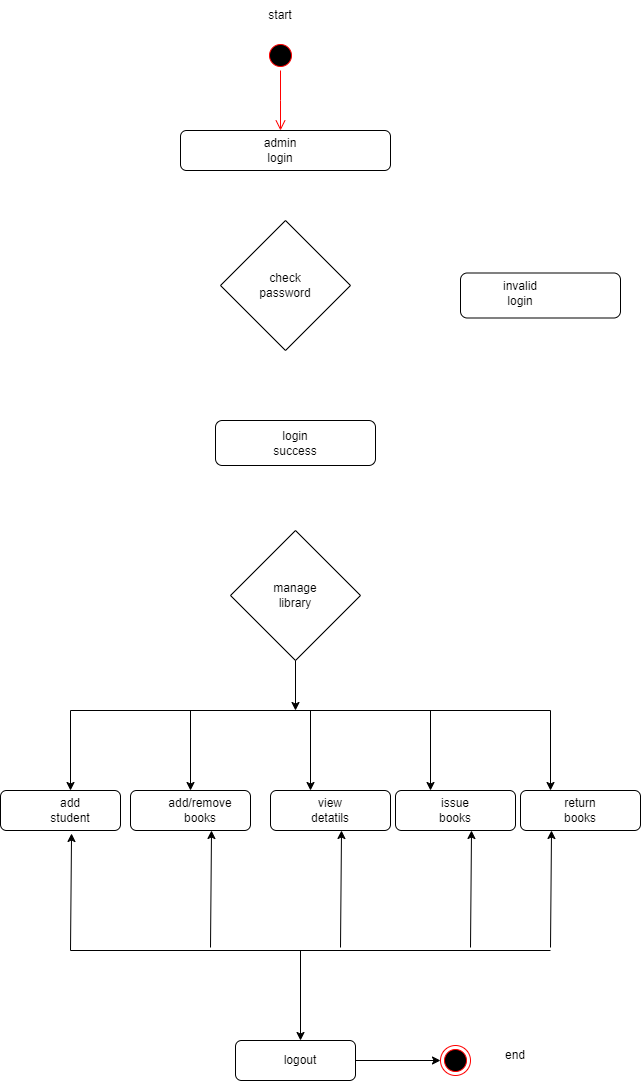 start
admin
login
check
password
invalid
login
login
success
manage
library
add
student
add/remove
books
view
detatils
issue
books
return
books
logout
end